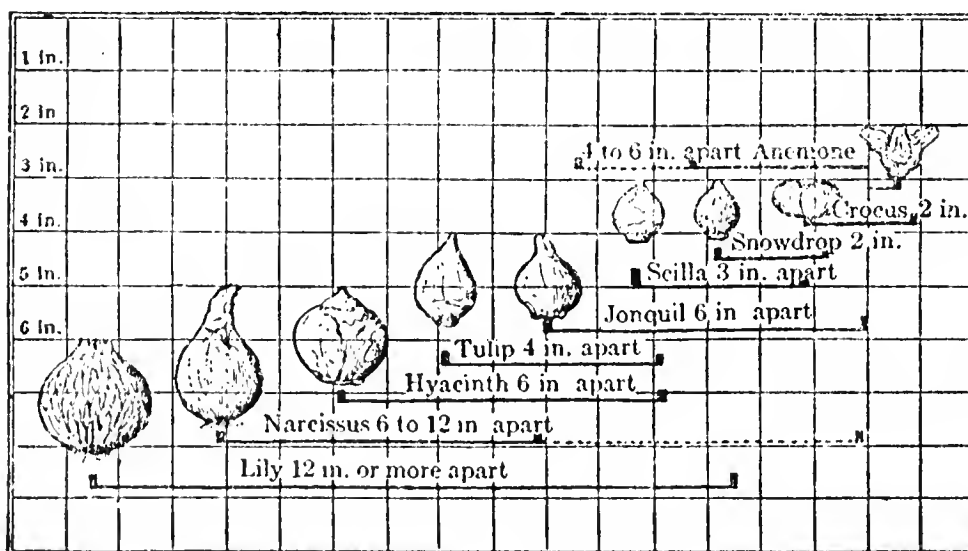 1 in.
2 in.
3 in.
4 to 6 in. apart Anemone
4 in.
Crocus, 2 in.
Snowdrop 2 in.
5 in.
Scilla 3 in. apart
Jonquil 6 in apart
6 in.
Tulip 4 in. apart
Hyacinth 6 in apart
Narcissus 6 to 12 in apart
Lily 12 in. or more apart